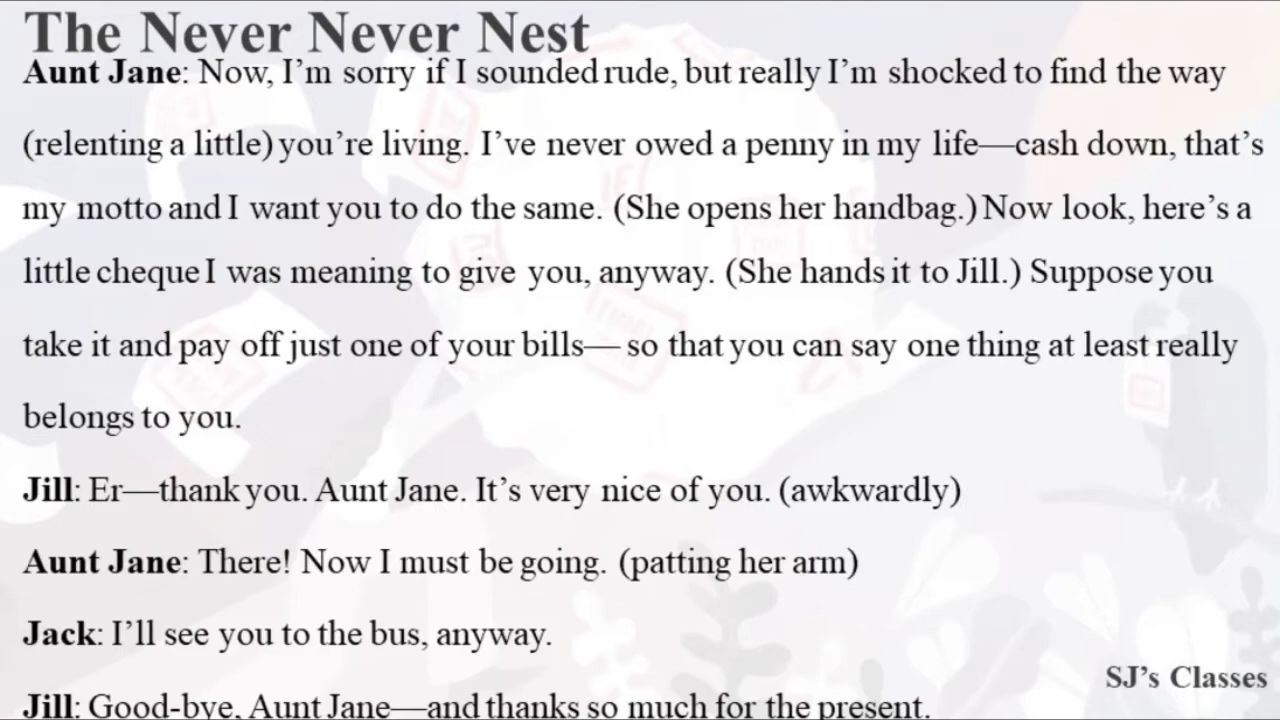 The Never Never Nest
Aunt Jane: Now, I’m sorry if I sounded rude, but really I’m shocked to find the way
(relenting a little) you’re living. I’ve never owed a penny in my life—cash down, that’s
my motto and I want you to do the same. (She opens her handbag.) Now look, here’s a
little cheque I was meaning to give you, anyway. (She hands it to Jill.) Suppose you
take it and pay off just one of your bills— so that you can say one thing at least really
belongs to you.
Jill: Er—thank you. Aunt Jane. It’s very nice of you. (awkwardly)
Aunt Jane: There! Now I must be going. (patting her arm)
Jack: I’ll see you to the bus, anyway.
SJ’s Classes
Jill: Good-bye, Aunt Jane—and thanks so much for the present.